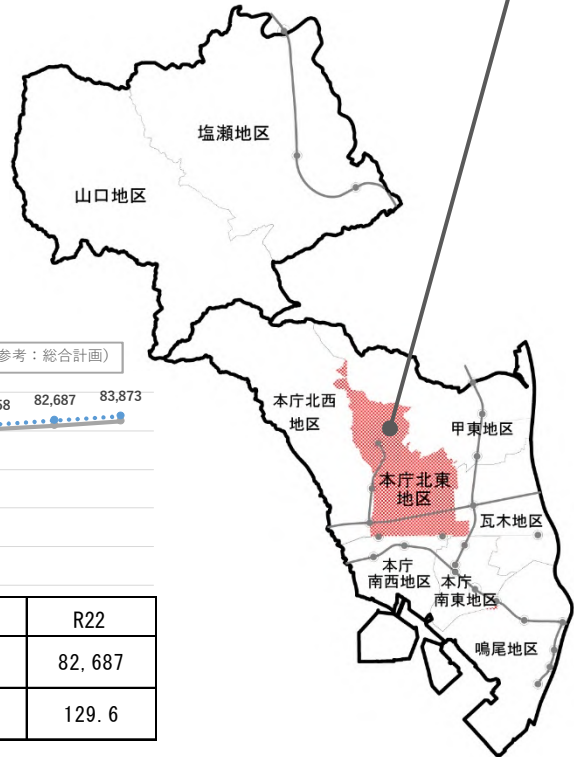 塩瀬地区
山口地区
参考：総合計画）
58 82,687 83,873
本庁北西
地区
甲東地区
本庁北東
地区
瓦木地区
本庁
南西地区
本庁
南東地区
鳴尾地区
R22
82,687
129.6